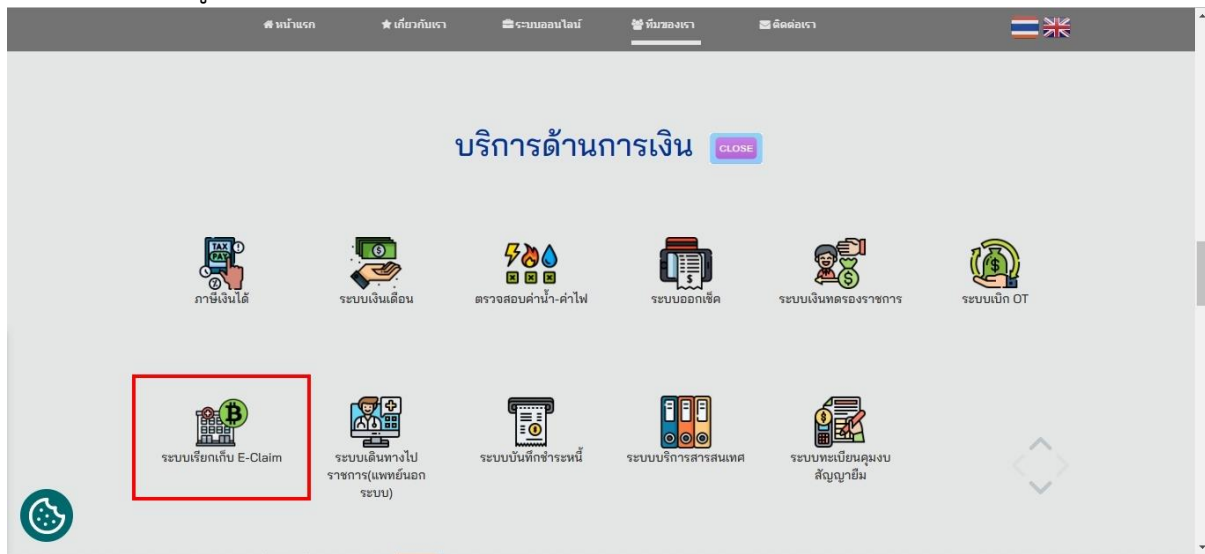 หน้าแรก เกี่ยวกับเรา ระบบออนไลน์ ทีมของเรา ติดต่อเรา
บริการด้านการเงิน CLOSE
TAX
PAY
ภาษีเงินได้ ระบบเงินเดือน ตรวจสอบค่าน้ำ-ค่าไฟ ระบบออกเช็ค ระบบเงินทดรองราชการ ระบบเบิก OT
ระบบเรียกเก็บ E-Claim ระบบเดินทางไป ระบบบันทึกชำระหนี้ ระบบบริการสารสนเทศ ระบบทะเบียนคุมงบ
ราชการ(แพทย์นอก สัญญายืม
ระบบ)